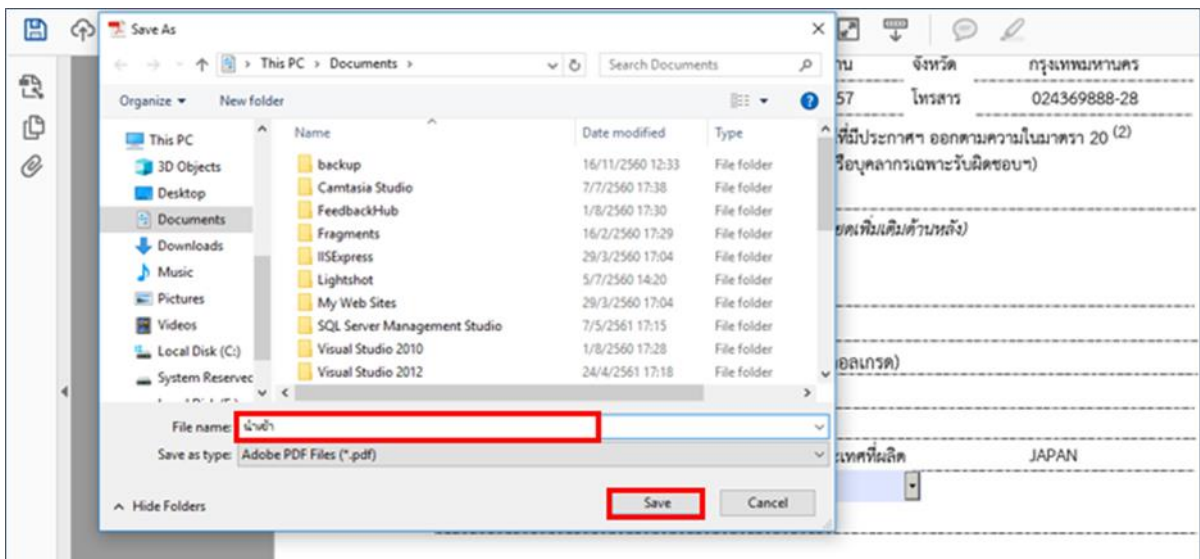 Save As
This PC > Documents >
Search Documents
Organize
New folder
Name
Date modified
Type
This PC
3D Objects
Desktop
Documents
Downloads
Music
Pictures
Videos
Local Disk (C:)
System Reserved
backup 16/11/2560 12:33 File folder
Camtasia Studio 7/7/2560 17:38 File folder
FeedbackHub 1/8/2560 17:30 File folder
Fragments 16/2/2560 17:29 File folder
IISExpress 29/3/2560 17:04 File folder
Lightshot 5/7/2560 14:20 File folder
My Web Sites 29/3/2560 17:04 File folder
SQL Server Management Studio 7/5/2561 17:15 File folder
Visual Studio 2010 1/8/2560 17:28 File folder
Visual Studio 2012 24/4/2561 17:18 File folder
File name: นำเข้า
Save as type: Adobe PDF Files (*.pdf)
Hide Folders
Save
Cancel
จังหวัด กรุงเทพมหานคร
57 โทรสาร 024369888-28
ที่มีประกาศฯ ออกตามความในมาตรา 20 (2)
รือบุคลากรเฉพาะรับผิดชอบฯ)
ยดเพิ่มเติมด้านหลัง)
อลเกรด)
ะเทศที่ผลิต JAPAN